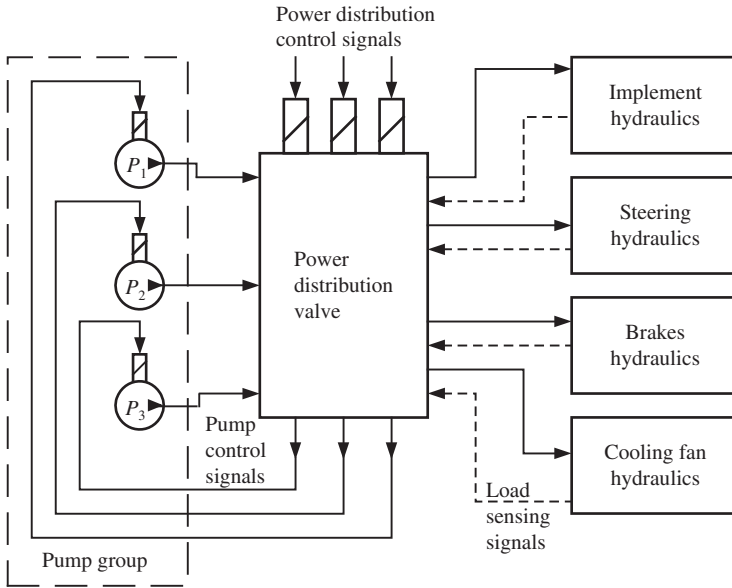 Power distribution
control signals
Implement
hydraulics
P1
Steering
hydraulics
P2
Power
distribution
valve
Brakes
hydraulics
P3
Pump
control
signals
Cooling fan
hydraulics
Load
sensing
signals
Pump group